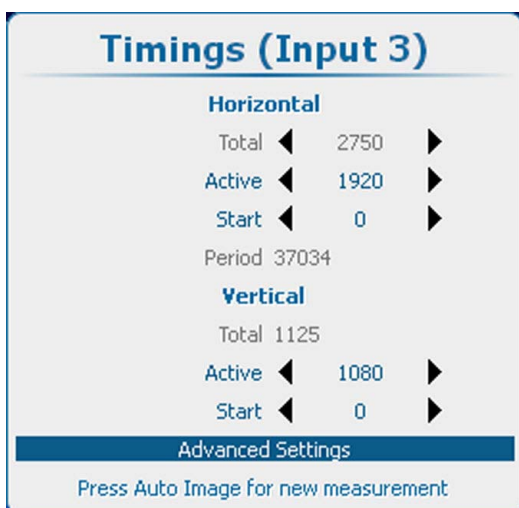 Timings (Input 3)
Horizontal
Total 2750
Active 1920
Start 0
Period 37034
Vertical
Total 1125
Active 1080
Start 0
Advanced Settings
Press Auto Image for new measurement